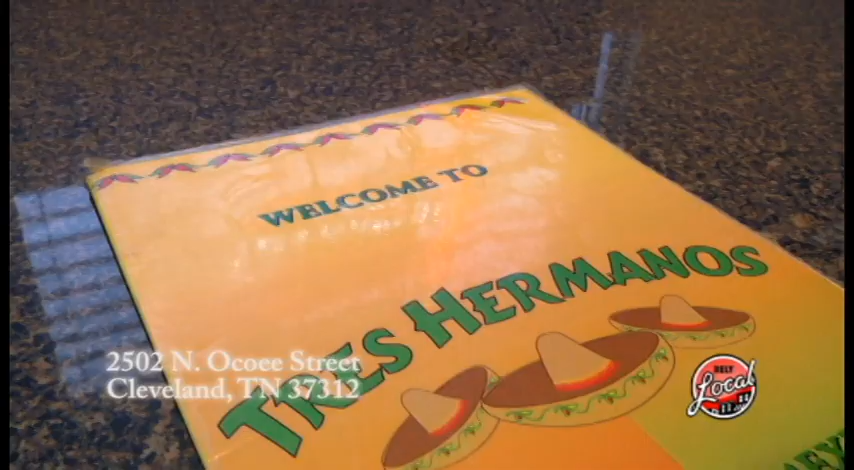 WELCOME TO
TRES HERMANOS
2502 N. Ocoee Street
Cleveland, TN 37312
RELY
Local